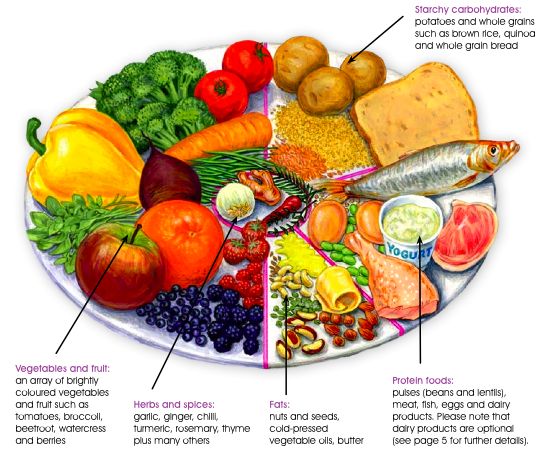 Starchy carbohydrates:
potatoes and whole grains
such as brown rice, quinoa
and whole grain bread
YOGURT
Vegetables and fruit:
an array of brightly
coloured vegetables
and fruit such as
tomatoes, broccoli,
beetroot, watercress
and berries
Herbs and spices:
garlic, ginger, chilli,
turmeric, rosemary, thyme
plus many others
Fats:
nuts and seeds,
cold-pressed
vegetable oils, butter
Protein foods:
pulses (beans and lentils),
meat, fish, eggs and dairy
products. Please note that
dairy products are optional
(see page 5 for further details).